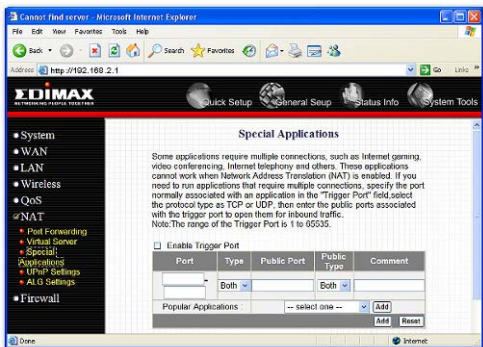 Cannot find server - Microsoft Internet Explorer
File Edit View Favorites Tools Help
Back Search Favorites
Address http://192.168.2.1 Go Links
EDIMAX
NETWORKING PEOPLE TOGETHER
Quick Setup General Seup Status Info System Tools
System
WAN
LAN
Wireless
QoS
NAT
Port Forwarding
Virtual Server
Special
Applications
UPnP Settings
ALG Settings
Firewall
Special Applications
Some applications require multiple connections, such as Internet gaming,
video conferencing, Internet telephony and others. These applications
cannot work when Network Address Translation (NAT) is enabled. If you
need to run applications that require multiple connections, specify the port
normally associated with an application in the "Trigger Port" field,select
the protocol type as TCP or UDP, then enter the public ports associated
with the trigger port to open them for inbound traffic.
Note:The range of the Trigger Port is 1 to 65535.
Enable Trigger Port
Port Type Public Port Public Type Comment
- Both Both
Popular Applications : -- select one -- Add
Add Reset
Done Internet